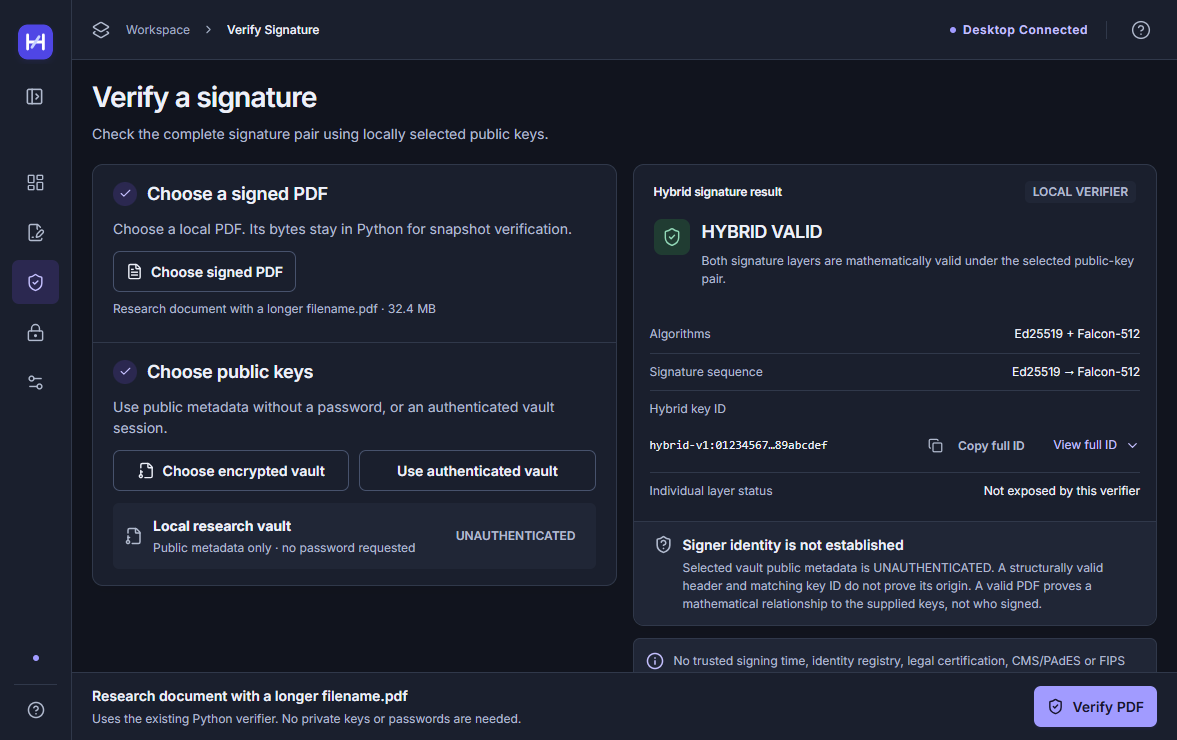 Workspace
Verify Signature
Desktop Connected
Verify a signature
Check the complete signature pair using locally selected public keys.
Choose a signed PDF
Choose a local PDF. Its bytes stay in Python for snapshot verification.
Choose signed PDF
Research document with a longer filename.pdf · 32.4 MB
Choose public keys
Use public metadata without a password, or an authenticated vault
session.
Choose encrypted vault
Use authenticated vault
Local research vault
Public metadata only · no password requested
UNAUTHENTICATED
Hybrid signature result
LOCAL VERIFIER
HYBRID VALID
Both signature layers are mathematically valid under the selected public-key
pair.
Algorithms
Ed25519 + Falcon-512
Signature sequence
Ed25519 → Falcon-512
Hybrid key ID
hybrid-v1:01234567…89abcdef
Copy full ID
View full ID
Individual layer status
Not exposed by this verifier
Signer identity is not established
Selected vault public metadata is UNAUTHENTICATED. A structurally valid
header and matching key ID do not prove its origin. A valid PDF proves a
mathematical relationship to the supplied keys, not who signed.
No trusted signing time, identity registry, legal certification, CMS/PAdES or FIPS
Research document with a longer filename.pdf
Uses the existing Python verifier. No private keys or passwords are needed.
Verify PDF